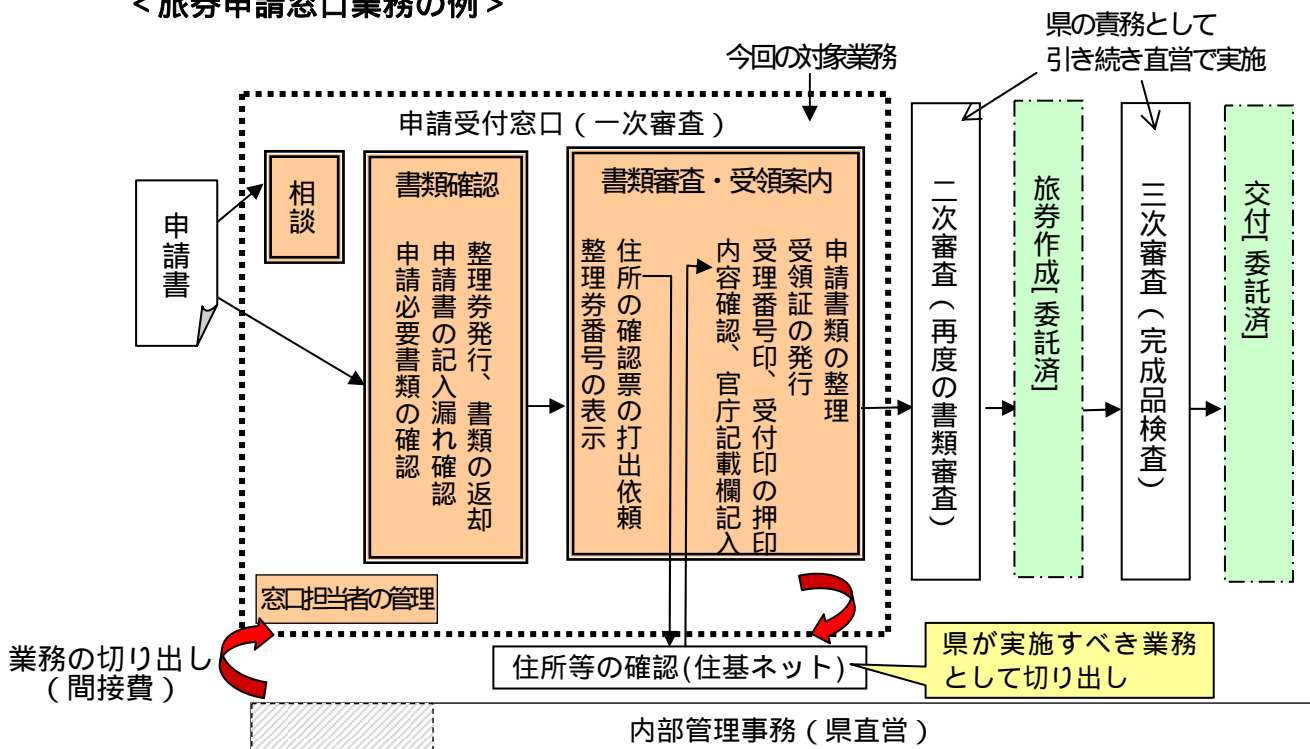 ＜旅券申請窓口業務の例＞
県の責務として
引き続き直営で実施
今回の対象業務
申請受付窓口（一次審査）
申請書
相談
書類確認
整理券発行、書類の返却
申請書の記入漏れ確認
申請必要書類の確認
書類審査・受領案内
申請書類の整理
受領証の発行
受理番号印、受付印の押印
内容確認、官庁記載欄記入
住所の確認票の打出依頼
整理券番号の表示
二次審査（再度の書類審査）
旅券作成[委託済]
三次審査（完成品検査）
交付[委託済]
窓口担当者の管理
業務の切り出し
（間接費）
住所等の確認(住基ネット)
県が実施すべき業務
として切り出し
内部管理事務（県直営）